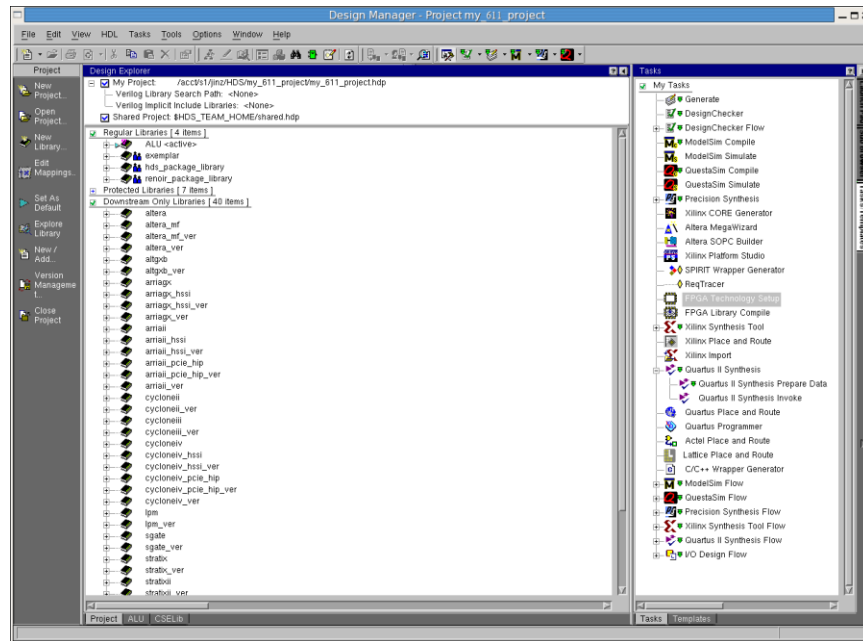 Design Manager - Project my_611_project
File Edit View HDL Tasks Tools Options Window Help
Project
New Project...
Open Project...
New Library...
Edit Mappings...
Set As Default
Explore Library
New / Add...
Version Manageme t...
Close Project
Design Explorer
My Project: /acct/s1/jinz/HDS/my_611_project/my_611_project.hdp
Verilog Library Search Path: <None>
Verilog Implicit Include Libraries: <None>
Shared Project: $HDS_TEAM_HOME/shared.hdp
Regular Libraries [ 4 items ]
ALU <active>
exemplar
hds_package_library
renoir_package_library
Protected Libraries [ 7 items ]
Downstream Only Libraries [ 40 items ]
altera
altera_mf
altera_mf_ver
altera_ver
altgxb
altgxb_ver
arriagx
arriagx_hssi
arriagx_hssi_ver
arriagx_ver
arriaii
arriaii_hssi
arriaii_hssi_ver
arriaii_pcie_hip
arriaii_pcie_hip_ver
arriaii_ver
cycloneii
cycloneii_ver
cycloneiii
cycloneiii_ver
cycloneiv
cycloneiv_hssi
cycloneiv_hssi_ver
cycloneiv_pcie_hip
cycloneiv_pcie_hip_ver
cycloneiv_ver
lpm
lpm_ver
sgate
sgate_ver
stratix
stratix_ver
stratixii
stratixii_ver
Project ALU CSELib
Tasks
My Tasks
Generate
DesignChecker
DesignChecker Flow
ModelSim Compile
ModelSim Simulate
QuestaSim Compile
QuestaSim Simulate
Precision Synthesis
Xilinx CORE Generator
Altera MegaWizard
Altera SOPC Builder
Xilinx Platform Studio
SPIRIT Wrapper Generator
ReqTracer
FPGA Technology Setup
FPGA Library Compile
Xilinx Synthesis Tool
Xilinx Place and Route
Xilinx Import
Quartus II Synthesis
Quartus II Synthesis Prepare Data
Quartus II Synthesis Invoke
Quartus Place and Route
Quartus Programmer
Actel Place and Route
Lattice Place and Route
C/C++ Wrapper Generator
ModelSim Flow
QuestaSim Flow
Precision Synthesis Flow
Xilinx Synthesis Tool Flow
Quartus II Synthesis Flow
I/O Design Flow
Tasks Templates